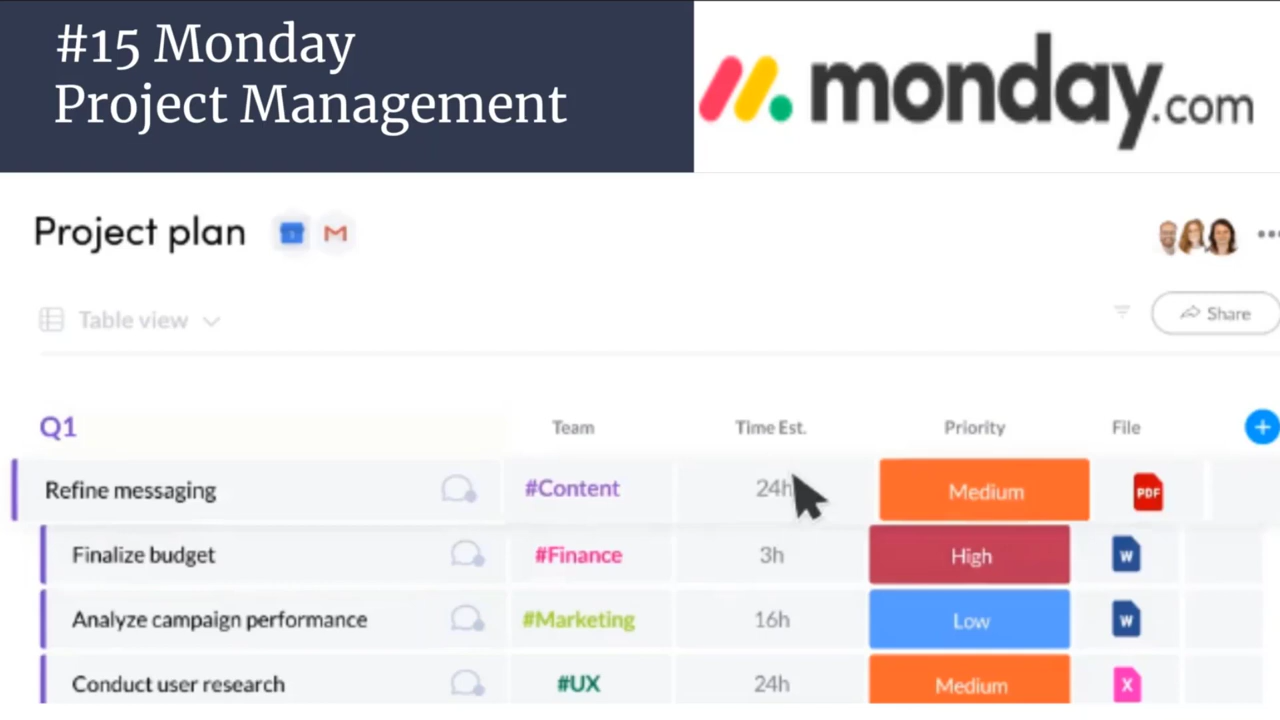 #15 Monday
Project Management
monday.com
Project plan
Table view
Share
Q1 Team Time Est. Priority File
Refine messaging #Content 24h Medium PDF
Finalize budget #Finance 3h High W
Analyze campaign performance #Marketing 16h Low W
Conduct user research #UX 24h Medium X